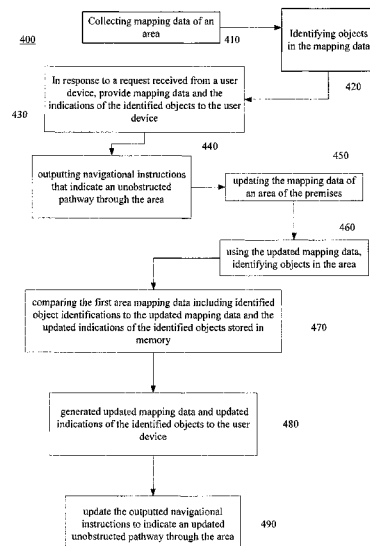 400
Collecting mapping data of an
area
410
Identifying objects
in the mapping data
420
In response to a request received from a user
device, provide mapping data and the
indications of the identified objects to the user
device
430
440
outputting navigational instructions
that indicate an unobstructed
pathway through the area
450
updating the mapping data of
an area of the premises
460
using the updated mapping data,
identifying objects in the area
comparing the first area mapping data including identified
object identifications to the updated mapping data and the
updated indications of the identified objects stored in
memory
470
generated updated mapping data and updated
indications of the identified objects to the user
device
480
update the outputted navigational
instructions to indicate an updated
unobstructed pathway through the area
490